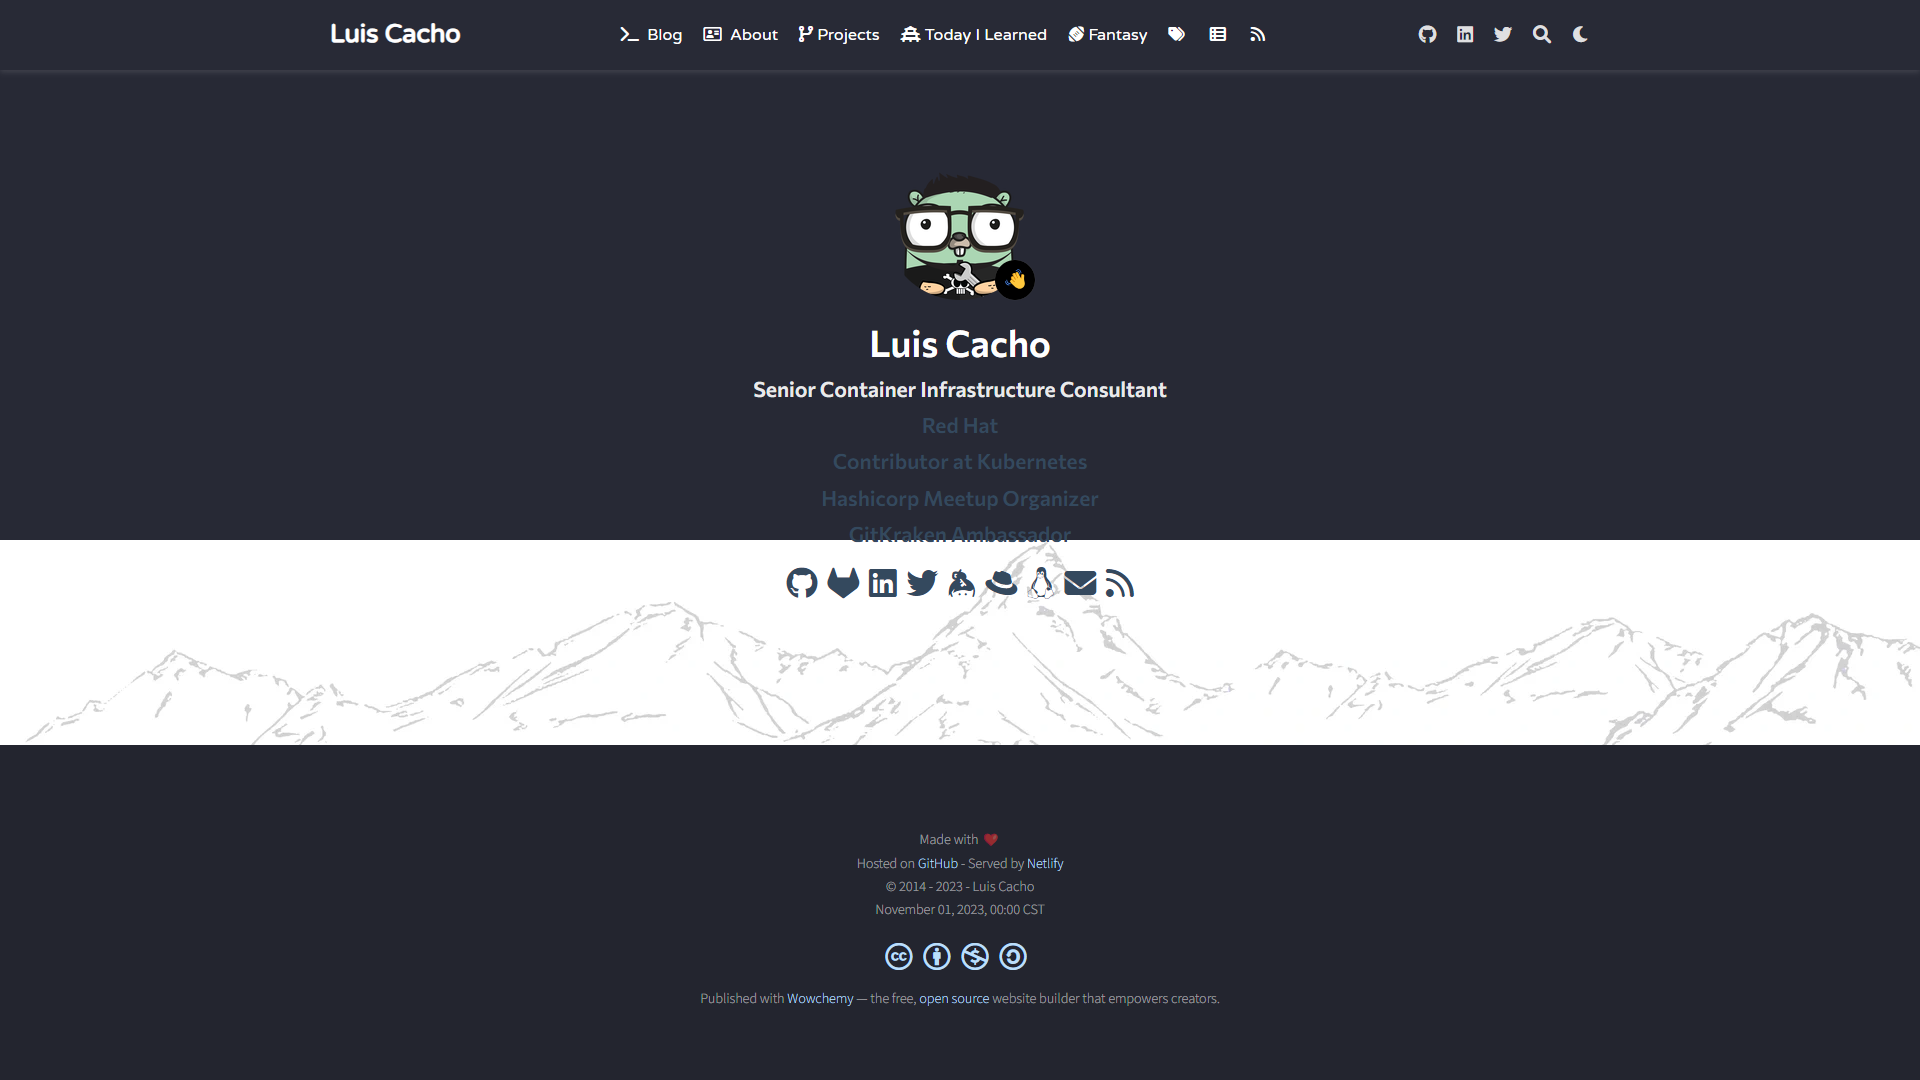 Luis Cacho
Blog
About
Projects
Today I Learned
Fantasy
Luis Cacho
Senior Container Infrastructure Consultant
Red Hat
Contributor at Kubernetes
Hashicorp Meetup Organizer
GitKraken Ambassador
Made with
Hosted on GitHub - Served by Netlify
© 2014 - 2023 - Luis Cacho
November 01, 2023, 00:00 CST
Published with Wowchemy — the free, open source website builder that empowers creators.